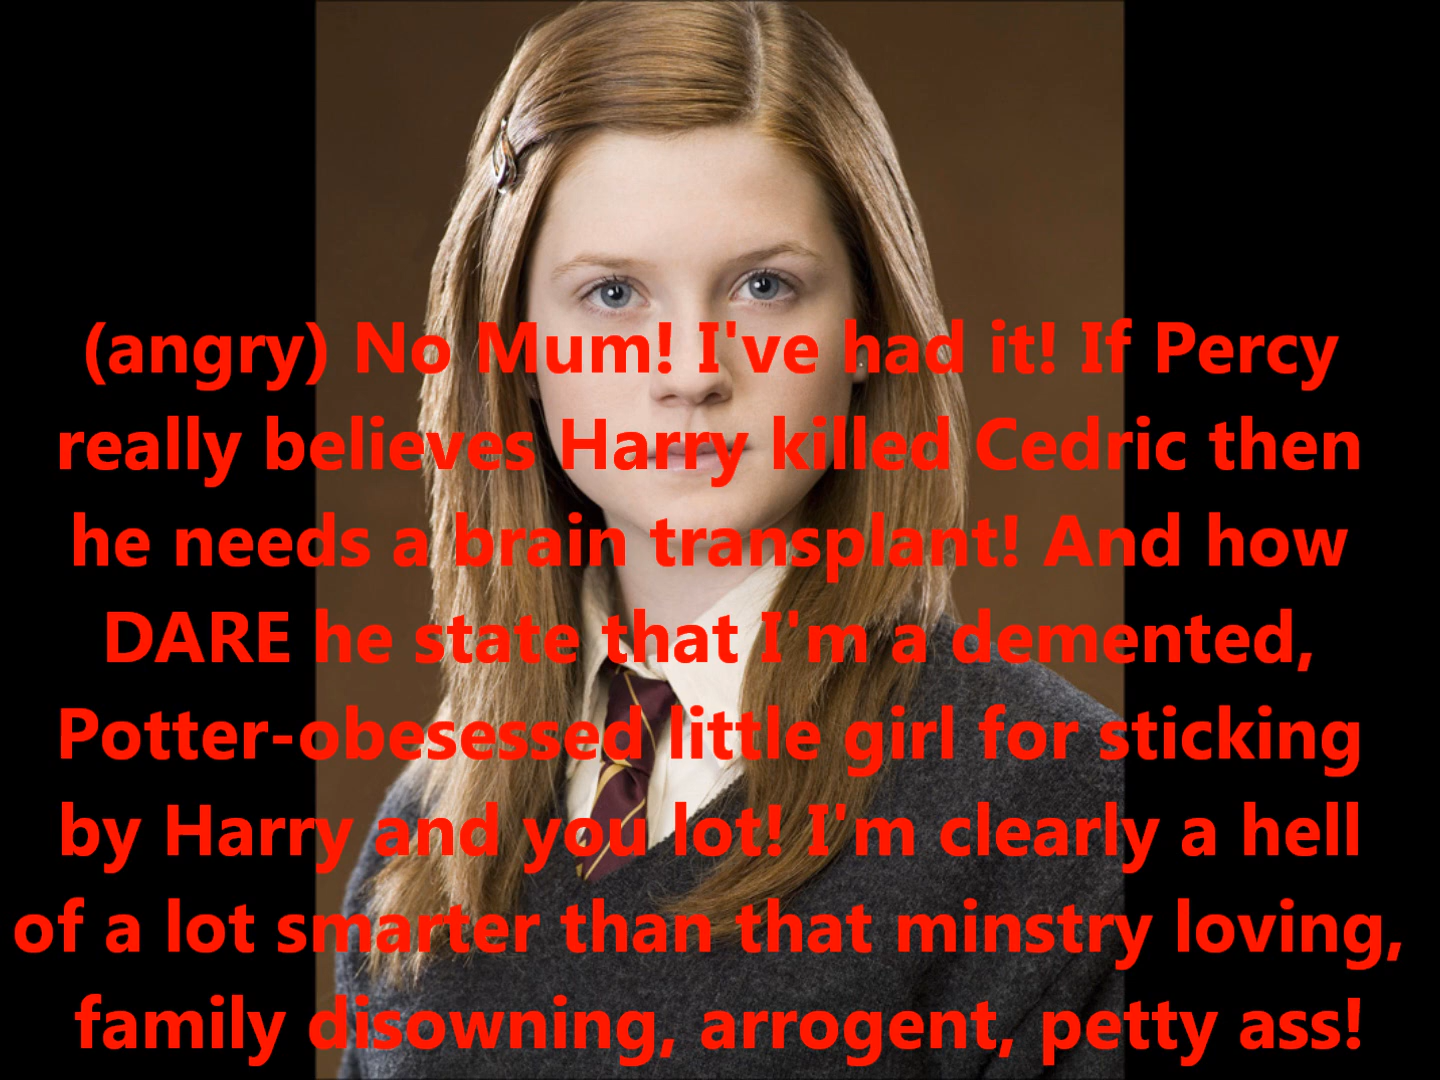 (angry) No Mum! I've had it! If Percy
really believes Harry killed Cedric then
he needs a brain transplant! And how
DARE he state that I'm a demented,
Potter-obesessed little girl for sticking
by Harry and you lot! I'm clearly a hell
of a lot smarter than that minstry loving,
family disowning, arrogent, petty ass!